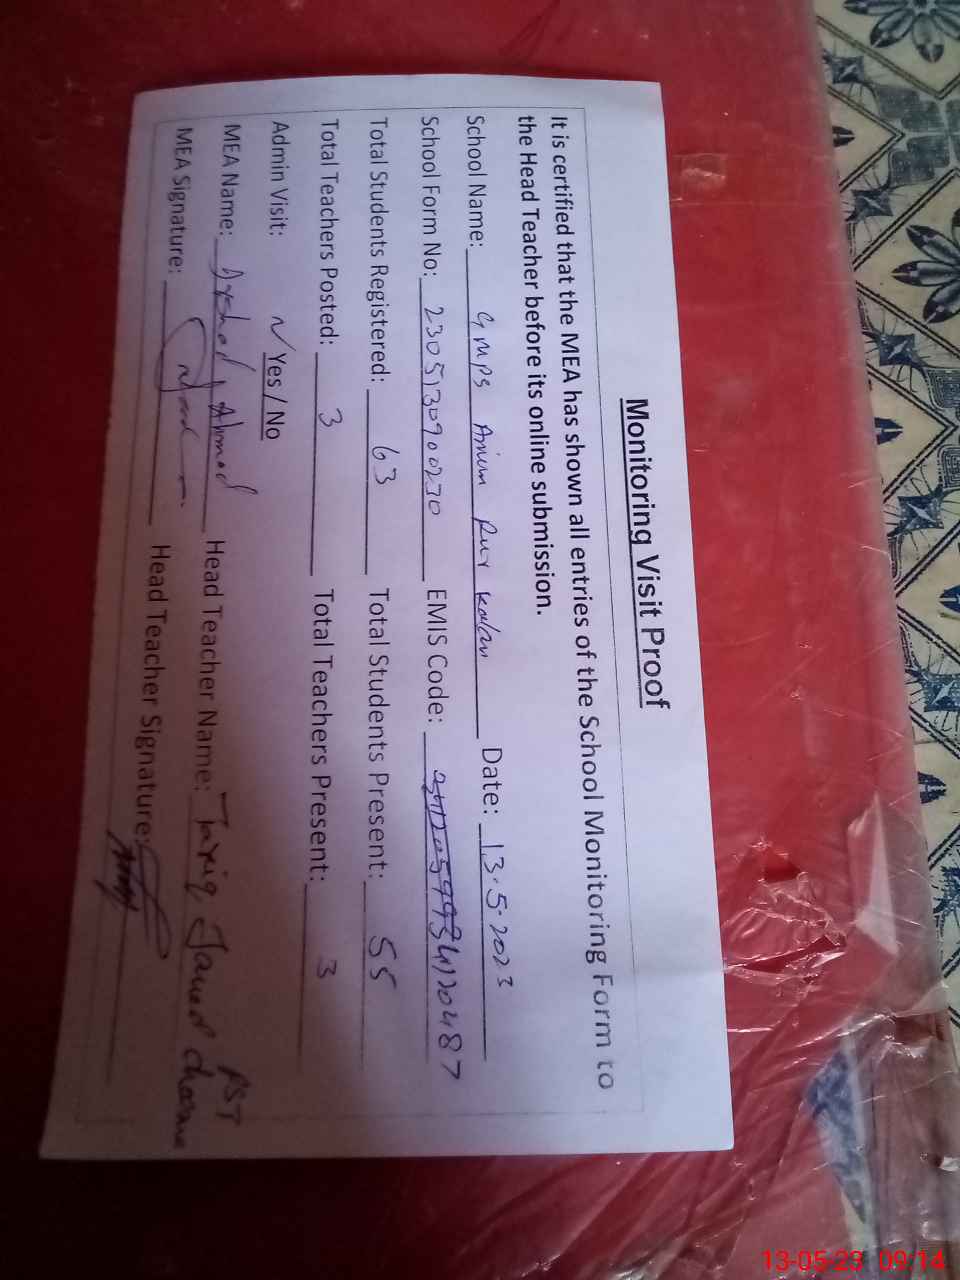 Monitoring Visit Proof
It is certified that the MEA has shown all entries of the School Monitoring Form to
the Head Teacher before its online submission.
School Name: GMPS Pur Kalan Date: 13.5.2023
School Form No: 2305130900230 EMIS Code: 41720487
Total Students Registered: 63 Total Students Present: 55
Total Teachers Posted: 3 Total Teachers Present: 3
Admin Visit: ✓ Yes / No
MEA Name: Ahmad Head Teacher Name: Tariq Javed PST
MEA Signature: Head Teacher Signature:
13-05-23 09:14